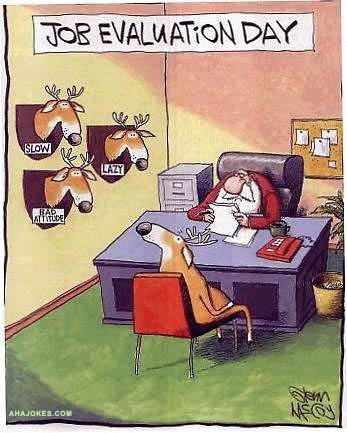 JOB EVALUATION DAY
SLOW
LAZY
BAD
ATTITUDE
Glenn
McCoy
AHAJOKES.COM